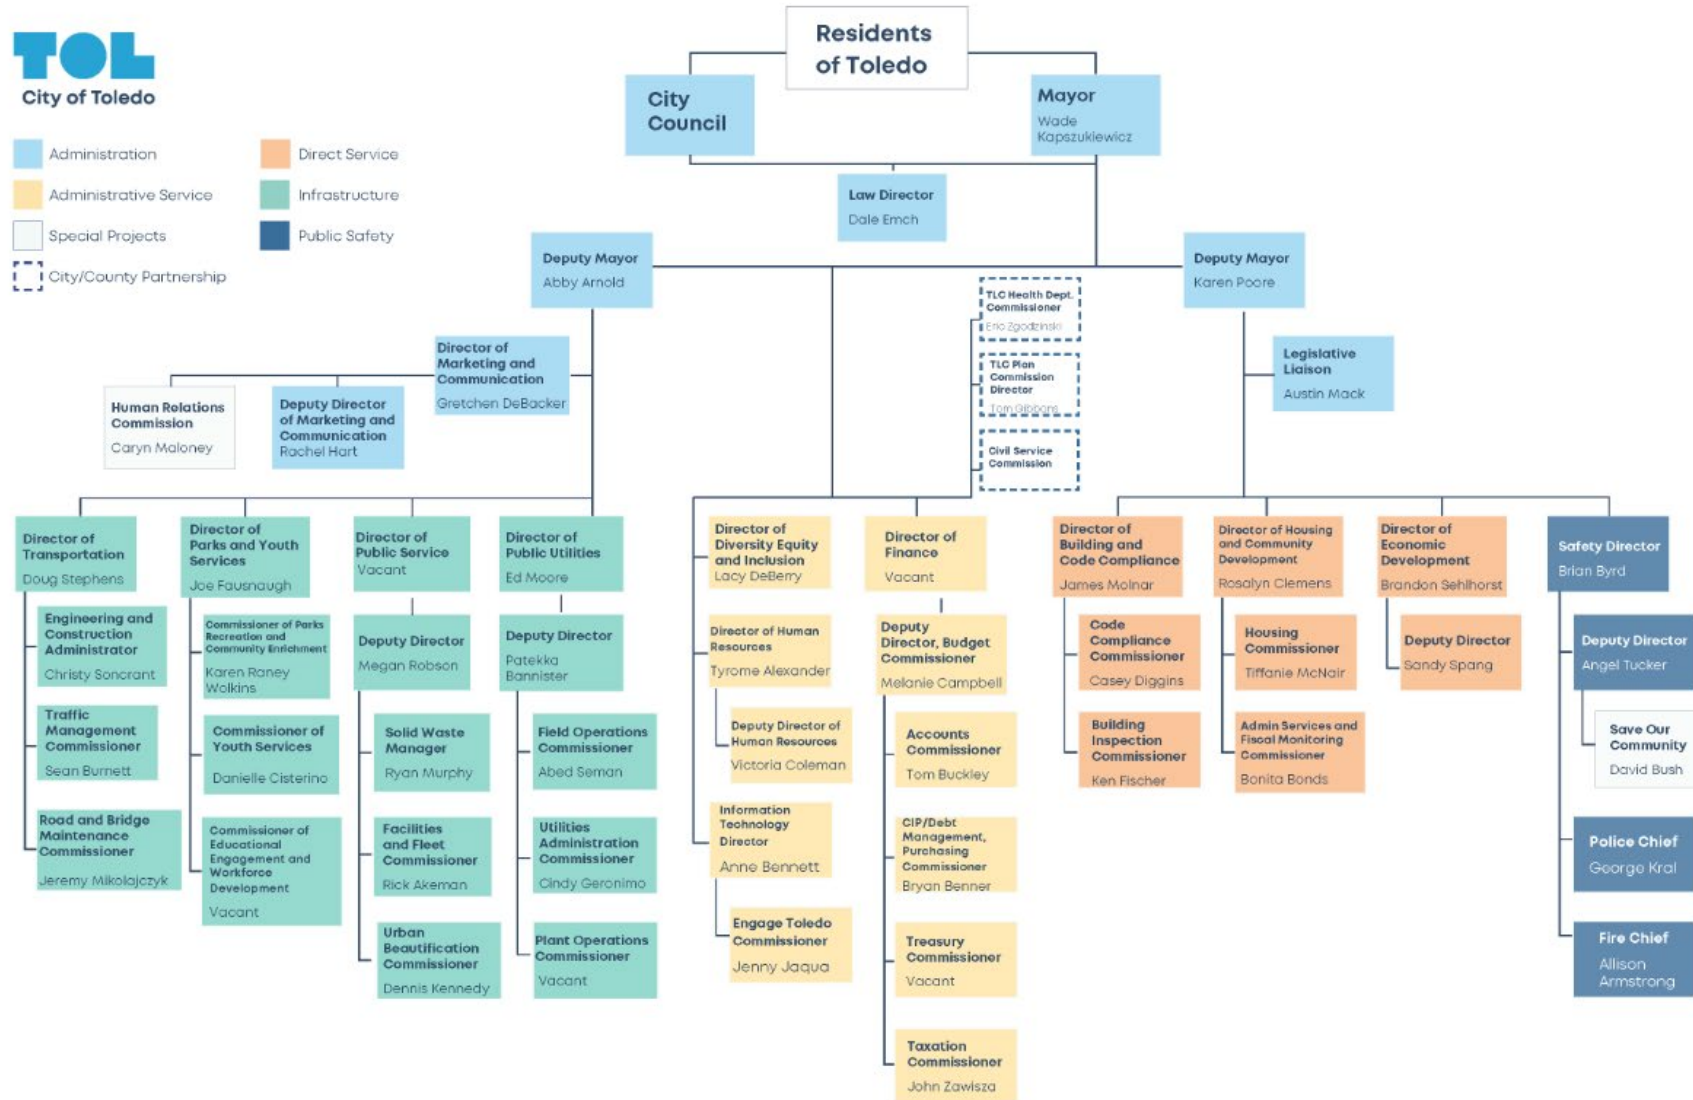 TOL
City of Toledo
Administration
Direct Service
Administrative Service
Infrastructure
Special Projects
Public Safety
City/County Partnership
Residents
of Toledo
City
Council
Mayor
Wade
Kapszukiewicz
Law Director
Dale Emch
Deputy Mayor
Abby Arnold
Deputy Mayor
Karen Poore
TLC Health Dept.
Commissioner
Eric Zgodzinski
TLC Plan
Commission
Director
Tom Gibbons
Civil Service
Commission
Legislative
Liaison
Austin Mack
Director of
Marketing and
Communication
Gretchen DeBacker
Human Relations
Commission
Caryn Maloney
Deputy Director
of Marketing and
Communication
Rachel Hart
Director of
Transportation
Doug Stephens
Engineering and
Construction
Administrator
Christy Soncrant
Traffic
Management
Commissioner
Sean Burnett
Road and Bridge
Maintenance
Commissioner
Jeremy Mikolajczyk
Director of
Parks and Youth
Services
Joe Fausnaugh
Commissioner of Parks
Recreation and
Community Enrichment
Karen Raney
Wolkins
Commissioner of
Youth Services
Danielle Cisterino
Commissioner of
Educational
Engagement and
Workforce
Development
Vacant
Director of
Public Service
Vacant
Deputy Director
Megan Robson
Solid Waste
Manager
Ryan Murphy
Facilities
and Fleet
Commissioner
Rick Akeman
Urban
Beautification
Commissioner
Dennis Kennedy
Director of
Public Utilities
Ed Moore
Deputy Director
Patekka
Bannister
Field Operations
Commissioner
Abed Seman
Utilities
Administration
Commissioner
Cindy Geronimo
Plant Operations
Commissioner
Vacant
Director of
Diversity Equity
and Inclusion
Lacy DeBerry
Director of Human
Resources
Tyrome Alexander
Deputy Director of
Human Resources
Victoria Coleman
Information
Technology
Director
Anne Bennett
Engage Toledo
Commissioner
Jenny Jaqua
Director of
Finance
Vacant
Deputy
Director, Budget
Commissioner
Melanie Campbell
Accounts
Commissioner
Tom Buckley
CIP/Debt
Management,
Purchasing
Commissioner
Bryan Benner
Treasury
Commissioner
Vacant
Taxation
Commissioner
John Zawisza
Director of
Building and
Code Compliance
James Molnar
Code
Compliance
Commissioner
Casey Diggins
Building
Inspection
Commissioner
Ken Fischer
Director of Housing
and Community
Development
Rosalyn Clemens
Housing
Commissioner
Tiffanie McNair
Admin Services and
Fiscal Monitoring
Commissioner
Bonita Bonds
Director of
Economic
Development
Brandon Sehlhorst
Deputy Director
Sandy Spang
Safety Director
Brian Byrd
Deputy Director
Angel Tucker
Save Our
Community
David Bush
Police Chief
George Kral
Fire Chief
Allison
Armstrong